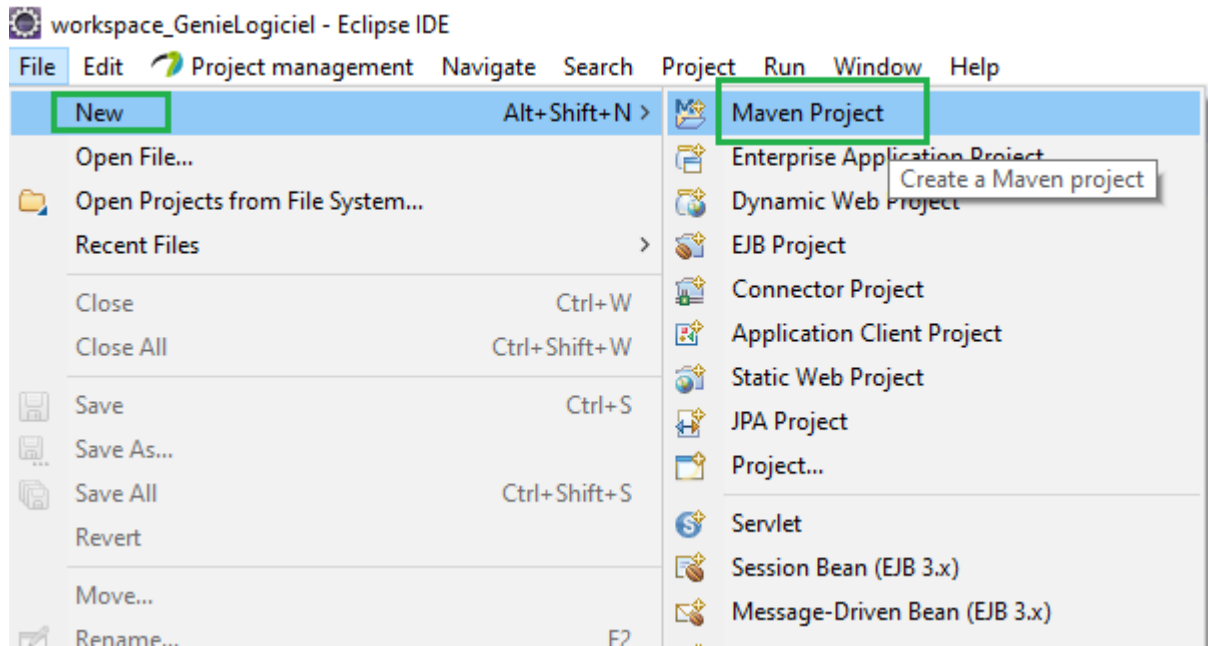 workspace_GenieLogiciel - Eclipse IDE
File Edit Project management Navigate Search Project Run Window Help
New Alt+Shift+N >
Open File...
Open Projects from File System...
Recent Files >
Close Ctrl+W
Close All Ctrl+Shift+W
Save Ctrl+S
Save As...
Save All Ctrl+Shift+S
Revert
Move...
Rename... F2
Maven Project
Enterprise Application Project
Create a Maven project
Dynamic Web Project
EJB Project
Connector Project
Application Client Project
Static Web Project
JPA Project
Project...
Servlet
Session Bean (EJB 3.x)
Message-Driven Bean (EJB 3.x)